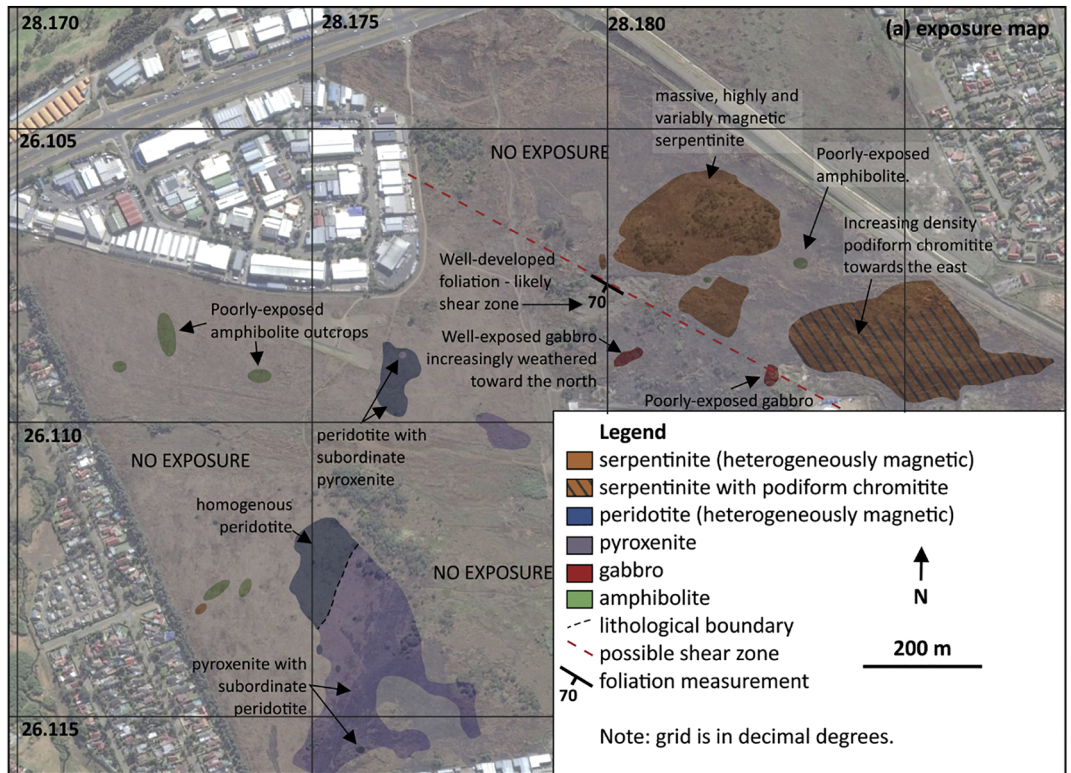 28.170
28.175
28.180
(a) exposure map
massive, highly and
variably magnetic
serpentinite
26.105
NO EXPOSURE
Poorly-exposed
amphibolite.
Increasing density
podiform chromitite
towards the east
Well-developed
foliation - likely
shear zone
70
Poorly-exposed
amphibolite outcrops
Well-exposed gabbro
increasingly weathered
toward the north
Poorly-exposed gabbro
26.110
peridotite with
subordinate
pyroxenite
NO EXPOSURE
homogenous
peridotite
NO EXPOSURE
pyroxenite with
subordinate
peridotite
26.115
Legend
serpentinite (heterogeneously magnetic)
serpentinite with podiform chromitite
peridotite (heterogeneously magnetic)
pyroxenite
gabbro
amphibolite
lithological boundary
possible shear zone
foliation measurement
70
N
200 m
Note: grid is in decimal degrees.